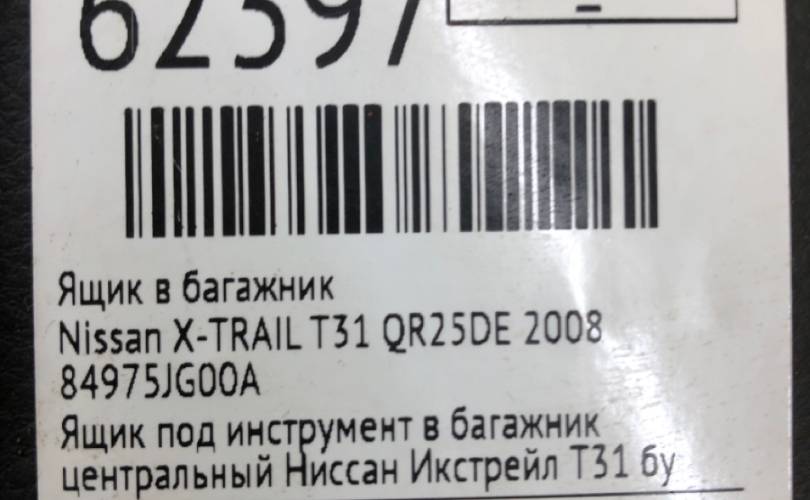 62397
Ящик в багажник
Nissan X-TRAIL T31 QR25DE 2008
84975JG00A
Ящик под инструмент в багажник
центральный Ниссан Икстрейл Т31 бу